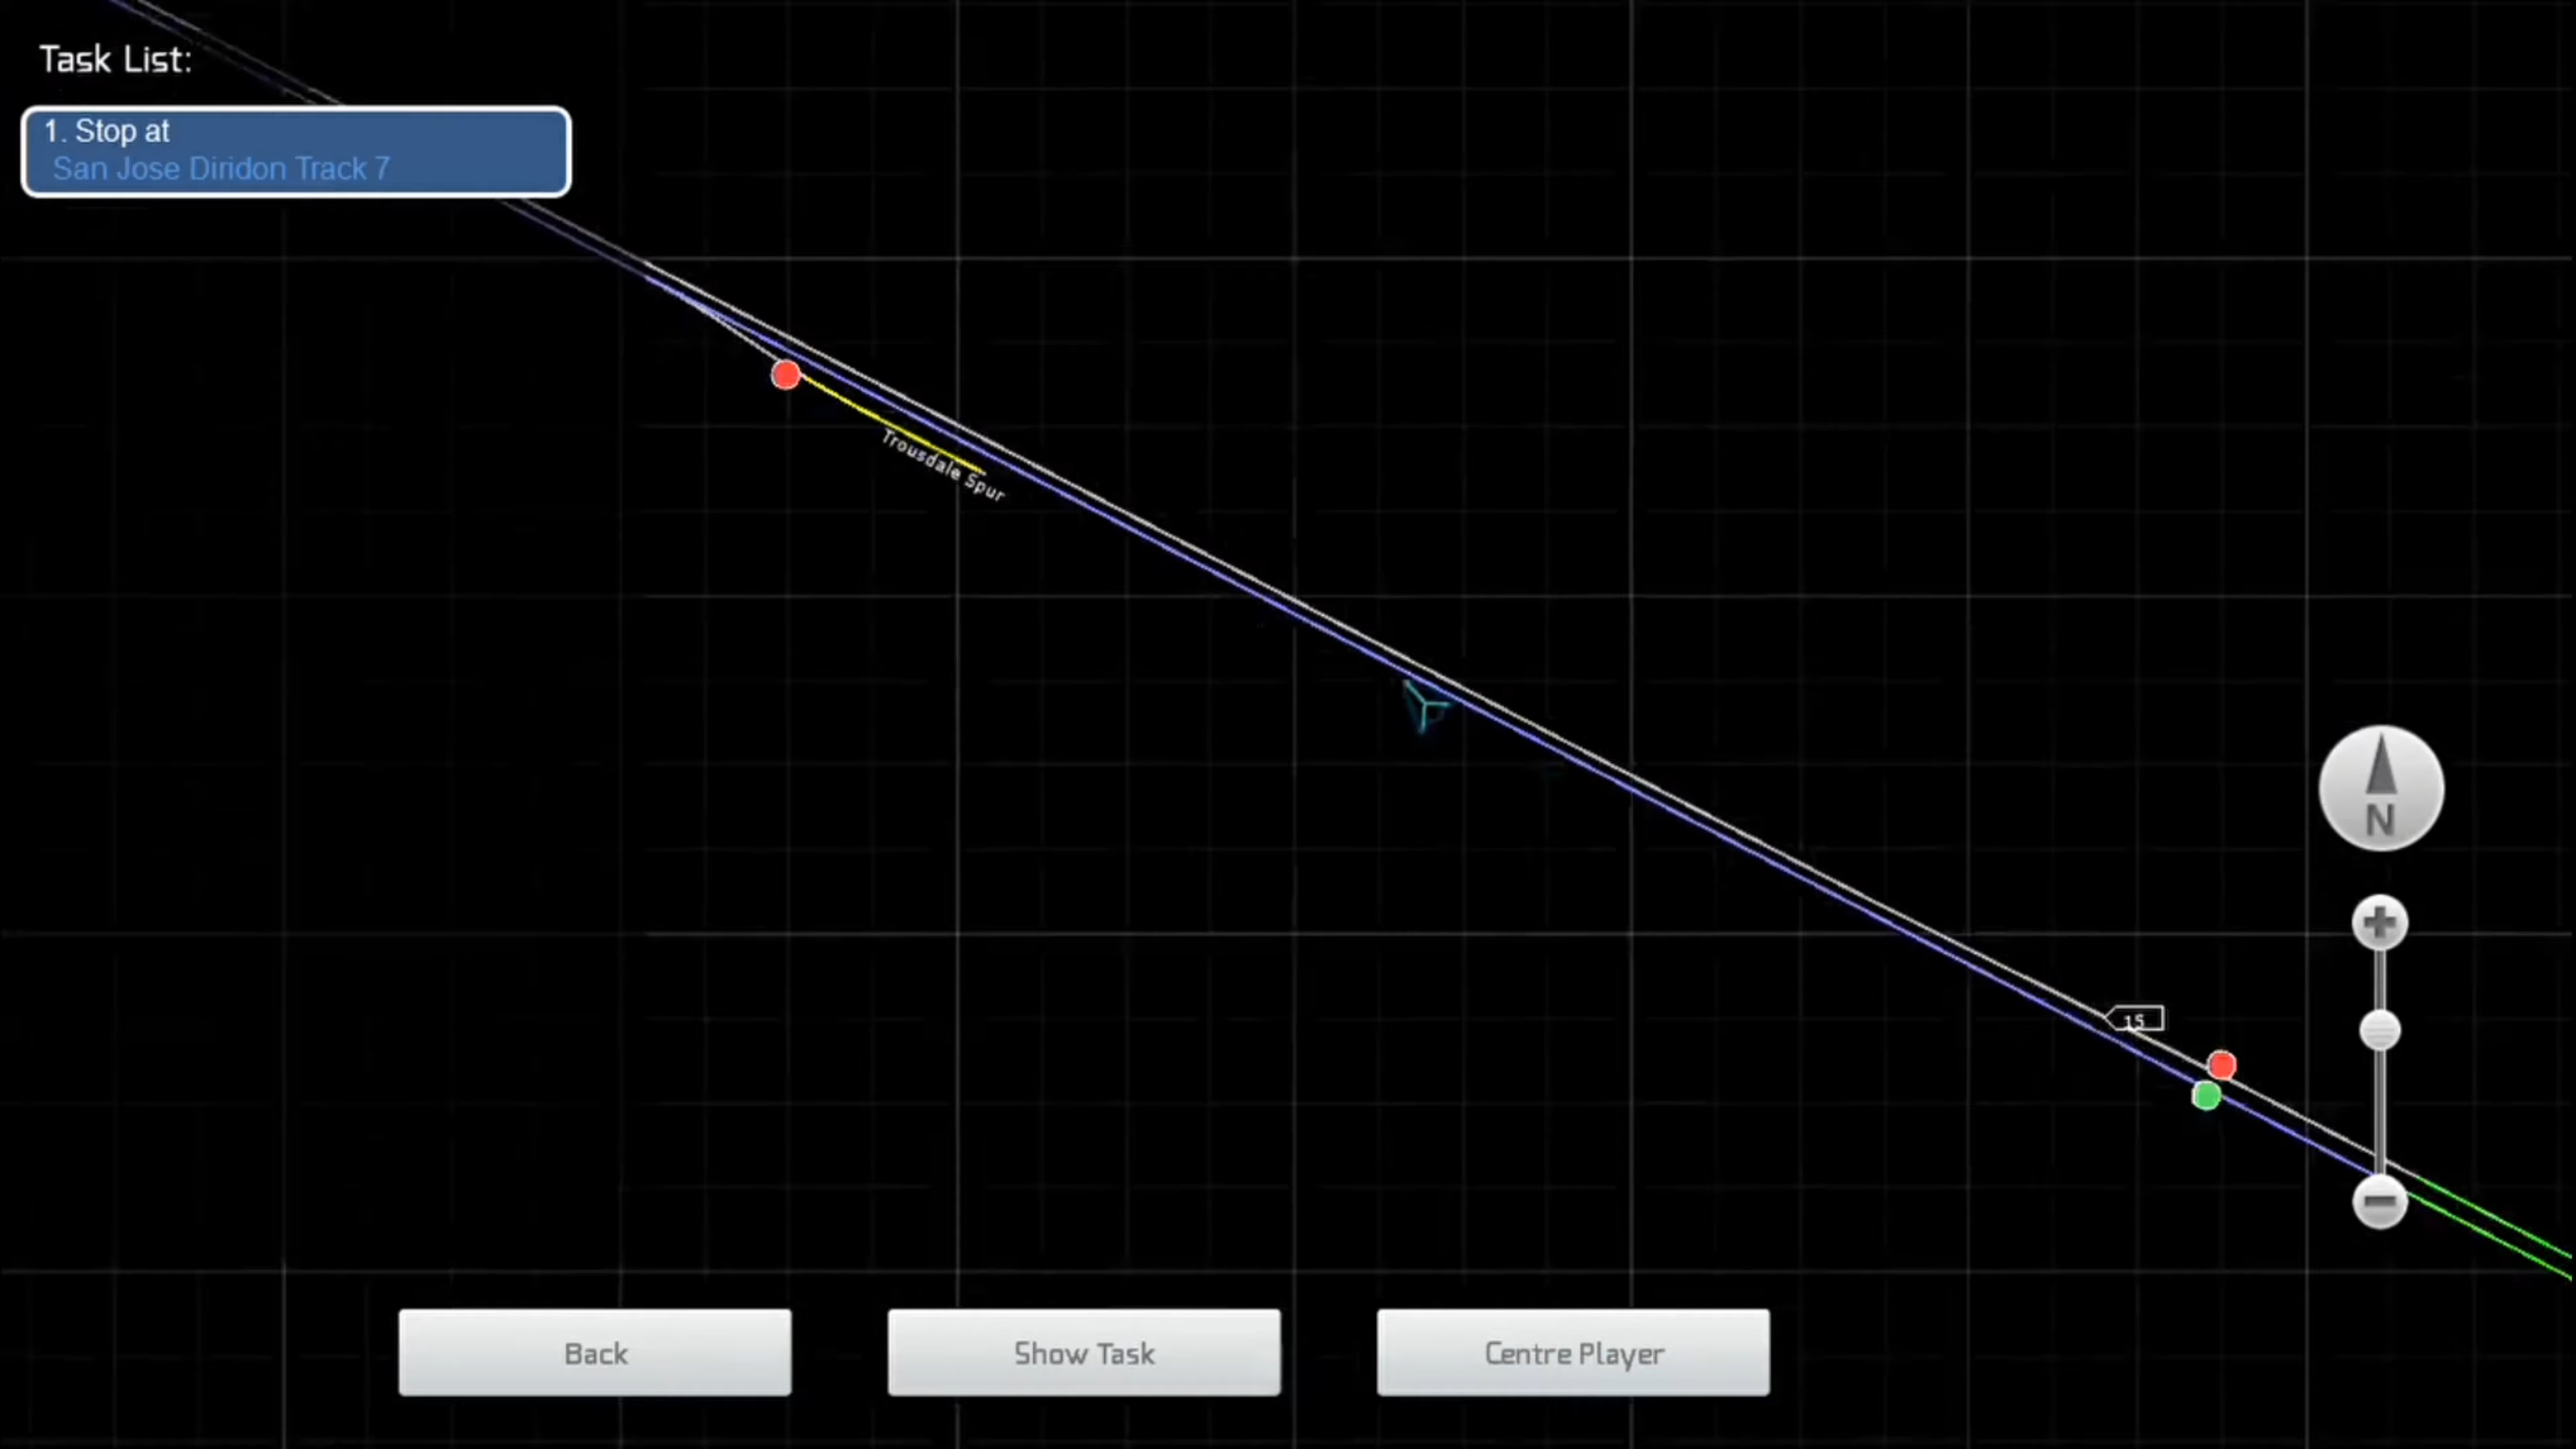 Task List:
1. Stop at
San Jose Diridon Track 7
Trousdale Spur
N
15
Back
Show Task
Centre Player